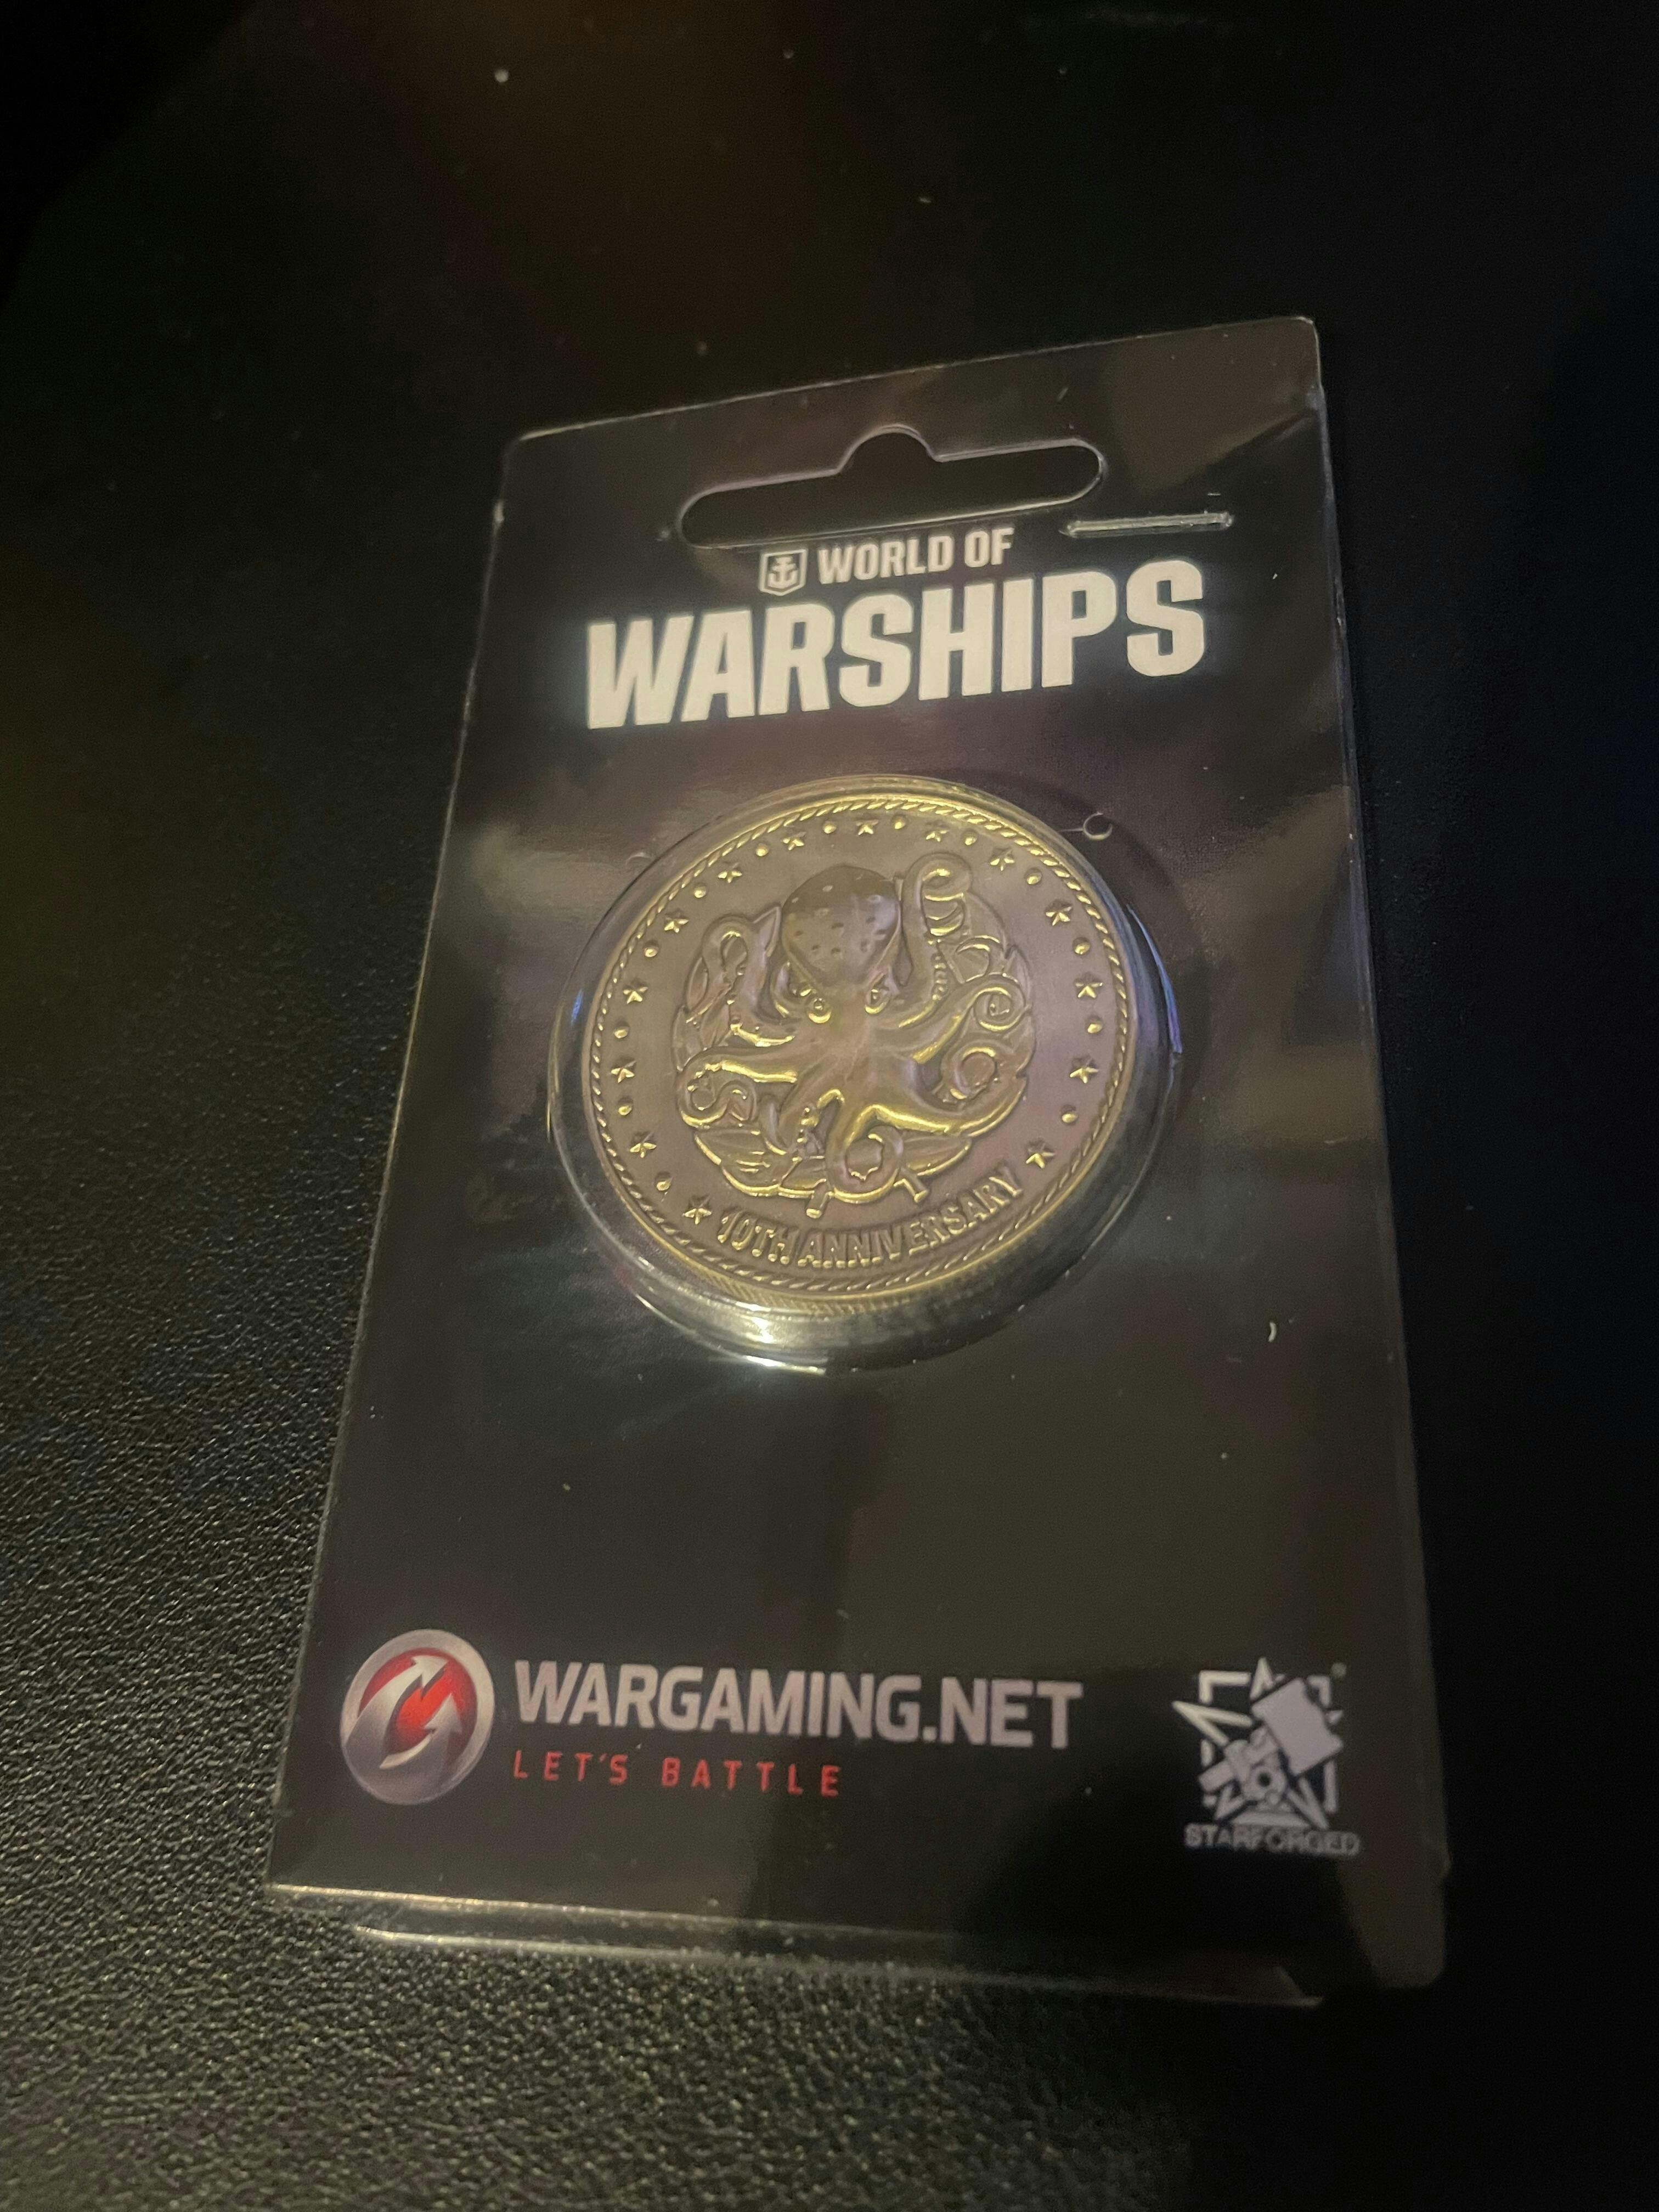 WORLD OF
WARSHIPS
10TH ANNIVERSARY
WARGAMING.NET
LET'S BATTLE
STARFORGED